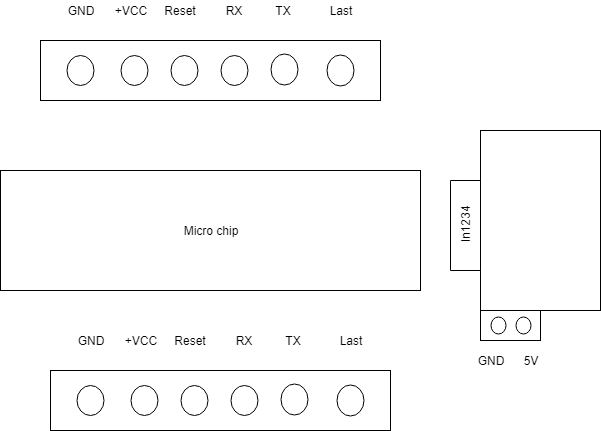 GND +VCC Reset RX TX Last
In1234
Micro chip
GND +VCC Reset RX TX Last
GND 5V